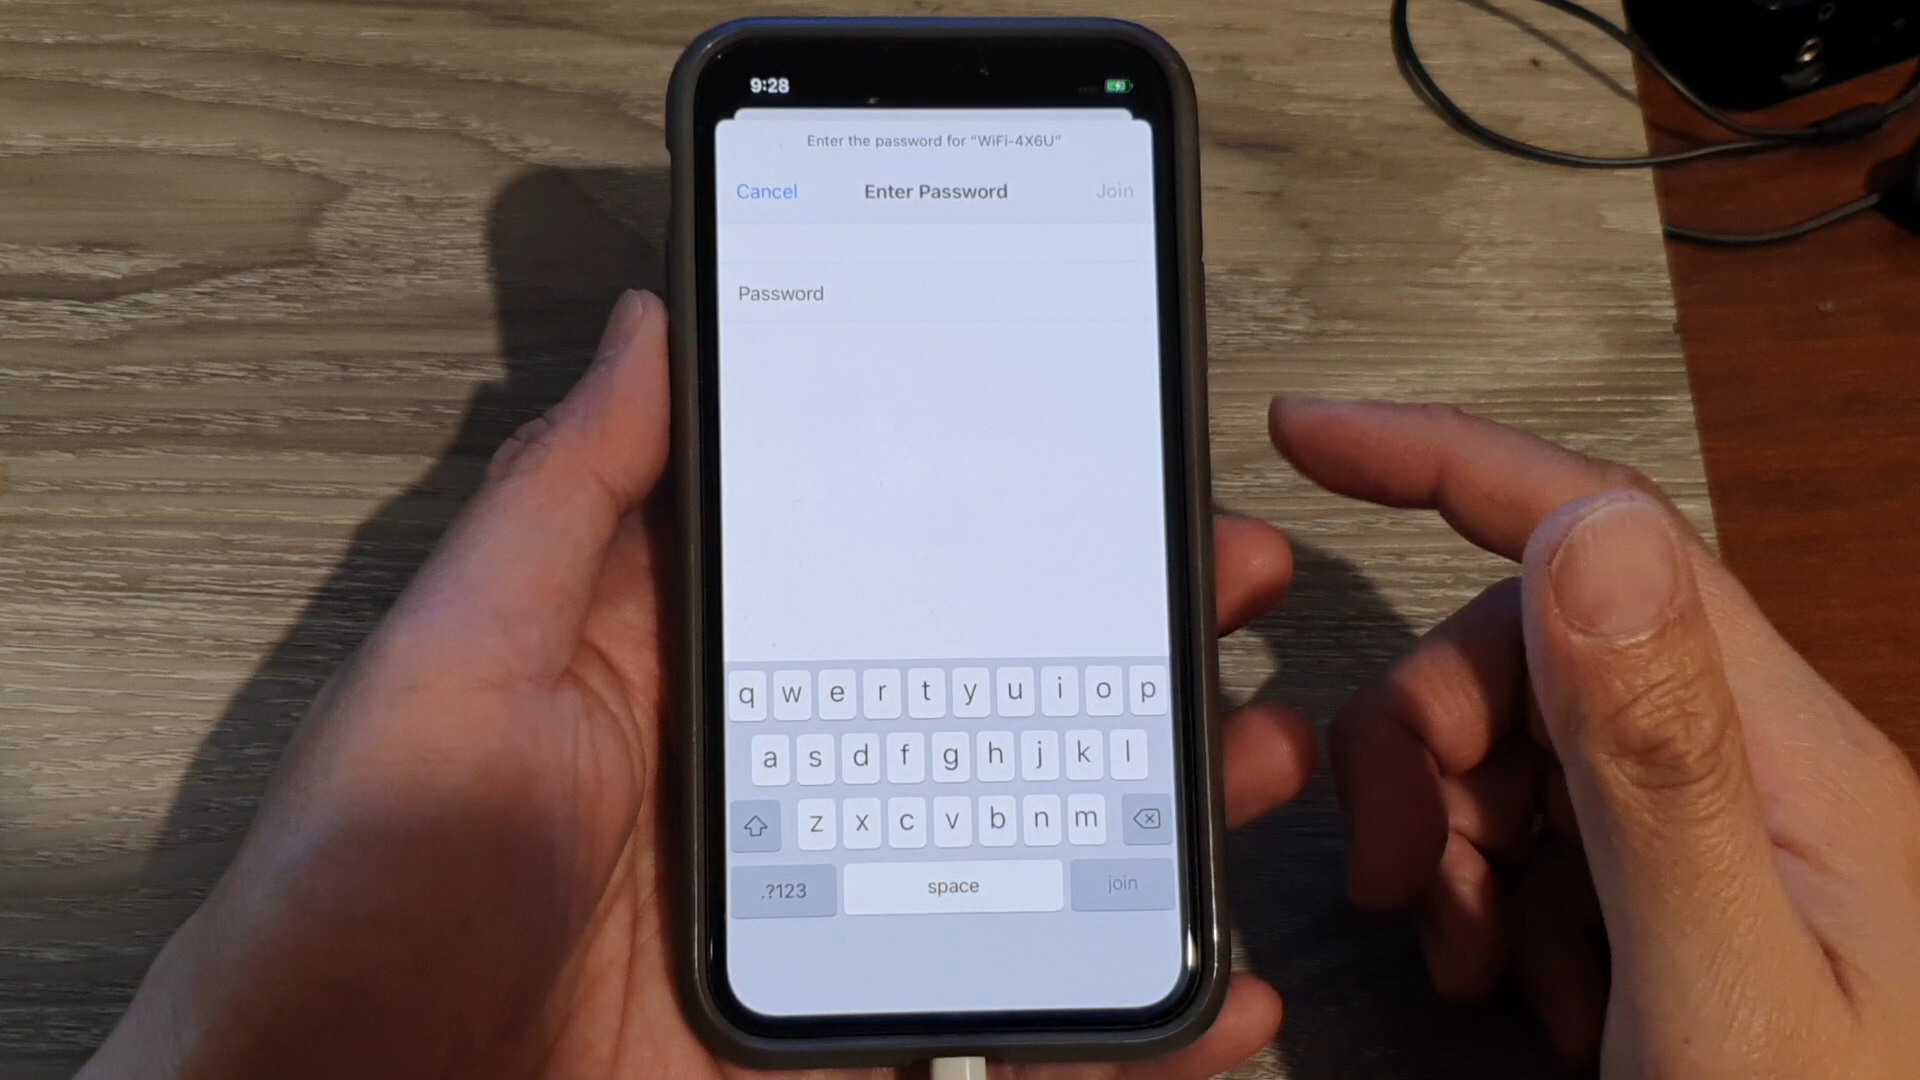 9:28
Enter the password for “WiFi-4X6U”
Cancel Enter Password Join
Password
q w e r t y u i o p
a s d f g h j k l
z x c v b n m
.?123 space join